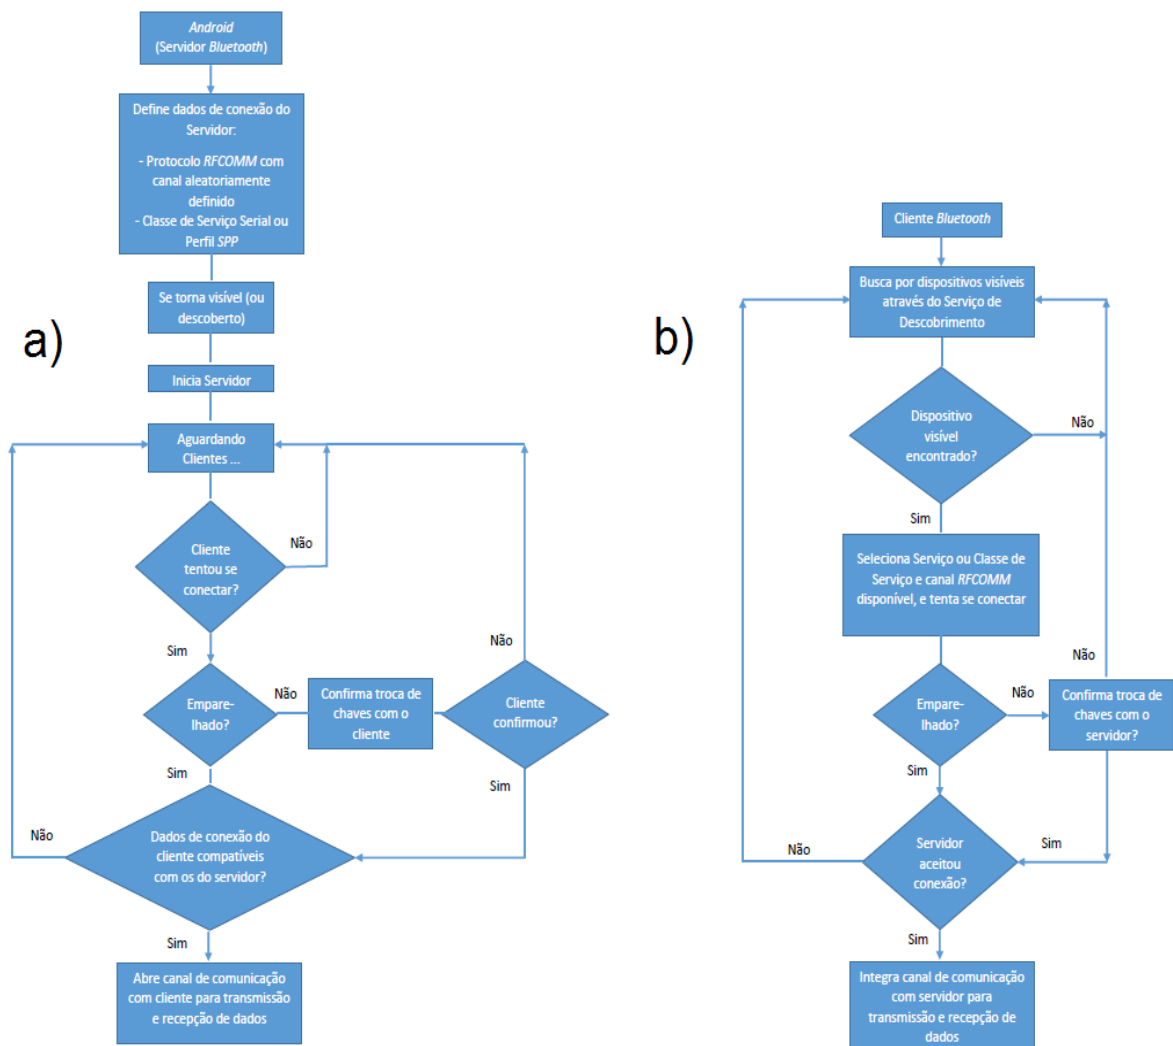 a)
Android
(Servidor Bluetooth)
Define dados de conexão do
Servidor:
- Protocolo RFCOMM com
canal aleatoriamente
definido
- Classe de Serviço Serial ou
Perfil SPP
Se torna visível (ou
descoberto)
Inicia Servidor
Aguardando
Clientes ...
Cliente
tentou se
conectar?
Não
Sim
Empare-
lhado?
Não
Confirma troca de
chaves com o
cliente
Cliente
confirmou?
Não
Sim
Sim
Dados de conexão do
cliente compatíveis
com os do servidor?
Não
Sim
Abre canal de comunicação
com cliente para transmissão
e recepção de dados
b)
Cliente Bluetooth
Busca por dispositivos visíveis
através do Serviço de
Descobrimento
Dispositivo
visível
encontrado?
Não
Sim
Seleciona Serviço ou Classe de
Serviço e canal RFCOMM
disponível, e tenta se conectar
Empare-
lhado?
Não
Confirma troca de
chaves com o
servidor?
Não
Sim
Sim
Servidor
aceitou
conexão?
Não
Sim
Integra canal de comunicação
com servidor para
transmissão e recepção de
dados